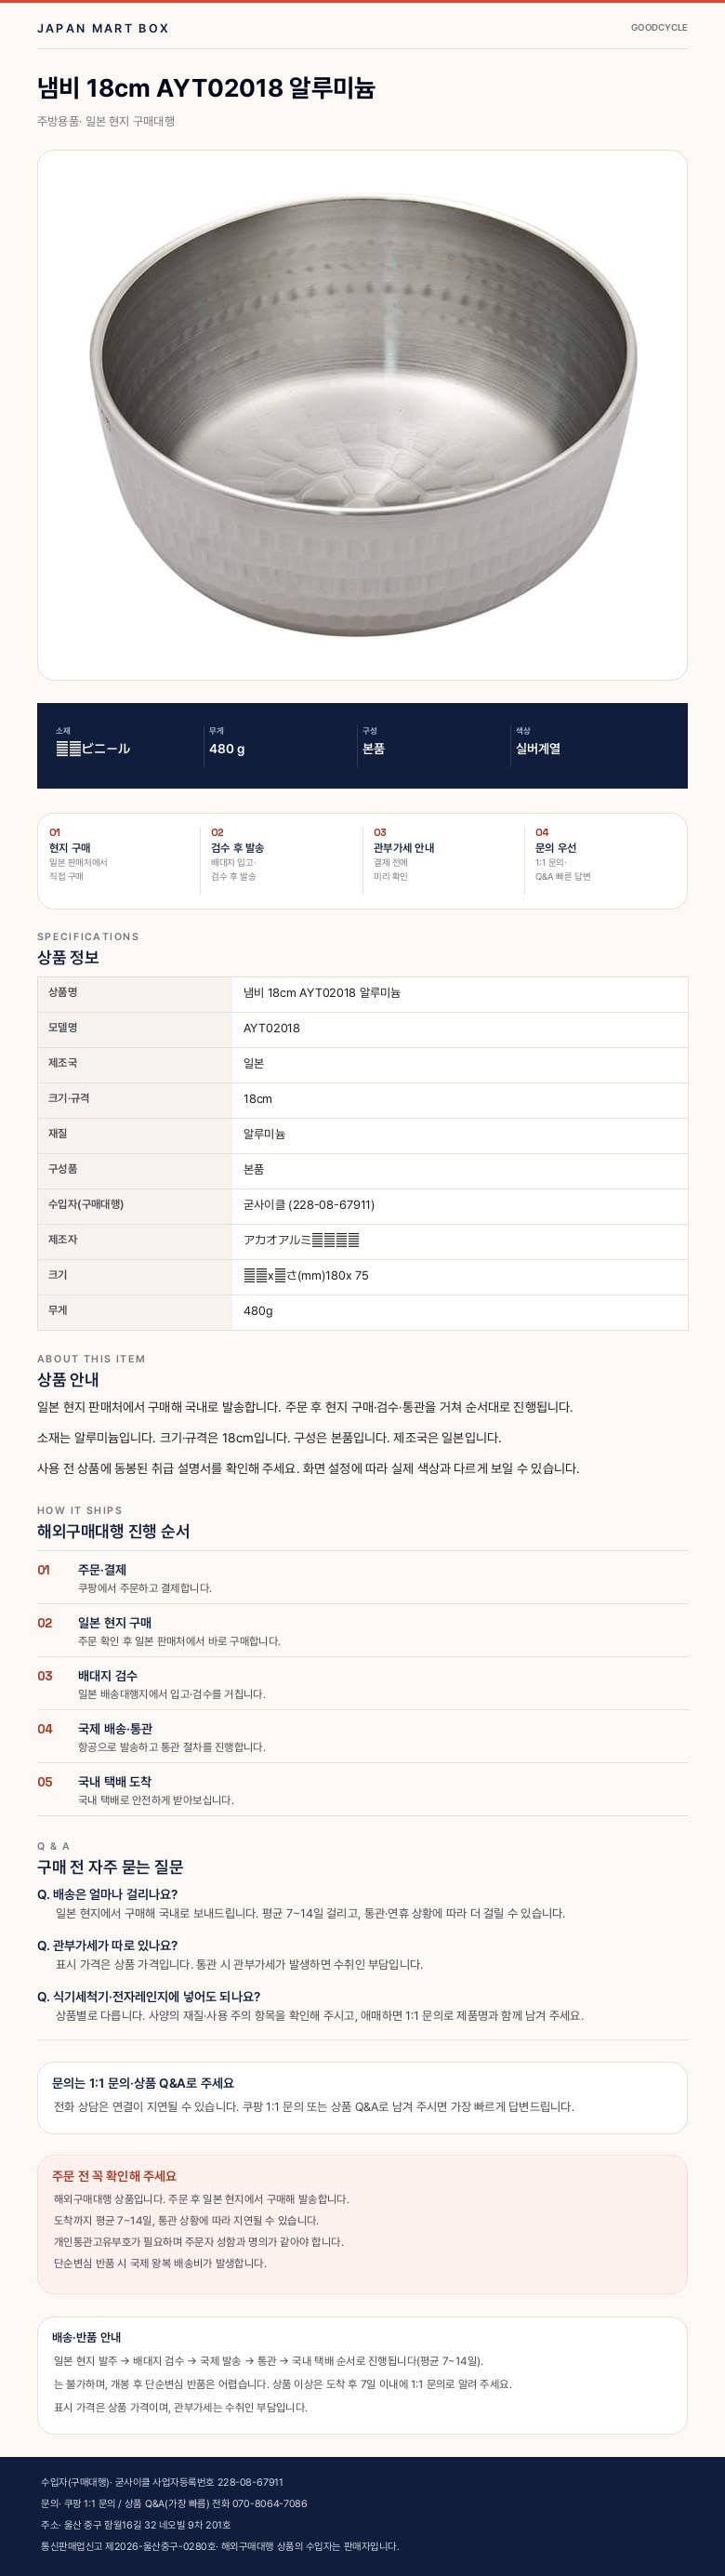 JAPAN MART BOX
GOODCYCLE
냄비 18cm AYT02018 알루미늄
주방용품· 일본 현지 구매대행
소재
ビニール
무게
480 g
구성
본품
색상
실버계열
01
현지 구매
일본 판매처에서
직접 구매
02
검수 후 발송
배대지 입고·
검수 후 발송
03
관부가세 안내
결제 전에
미리 확인
04
문의 우선
1:1 문의·
Q&A 빠른 답변
SPECIFICATIONS
상품 정보
상품명 냄비 18cm AYT02018 알루미늄
모델명 AYT02018
제조국 일본
크기·규격 18cm
재질 알루미늄
구성품 본품
수입자(구매대행) 굳사이클 (228-08-67911)
제조자 アカオアルミ
크기 x さ(mm)180x 75
무게 480g
ABOUT THIS ITEM
상품 안내
일본 현지 판매처에서 구매해 국내로 발송합니다. 주문 후 현지 구매·검수·통관을 거쳐 순서대로 진행됩니다.
소재는 알루미늄입니다. 크기·규격은 18cm입니다. 구성은 본품입니다. 제조국은 일본입니다.
사용 전 상품에 동봉된 취급 설명서를 확인해 주세요. 화면 설정에 따라 실제 색상과 다르게 보일 수 있습니다.
HOW IT SHIPS
해외구매대행 진행 순서
01 주문·결제
쿠팡에서 주문하고 결제합니다.
02 일본 현지 구매
주문 확인 후 일본 판매처에서 바로 구매합니다.
03 배대지 검수
일본 배송대행지에서 입고·검수를 거칩니다.
04 국제 배송·통관
항공으로 발송하고 통관 절차를 진행합니다.
05 국내 택배 도착
국내 택배로 안전하게 받아보십니다.
Q & A
구매 전 자주 묻는 질문
Q. 배송은 얼마나 걸리나요?
일본 현지에서 구매해 국내로 보내드립니다. 평균 7~14일 걸리고, 통관·연휴 상황에 따라 더 걸릴 수 있습니다.
Q. 관부가세가 따로 있나요?
표시 가격은 상품 가격입니다. 통관 시 관부가세가 발생하면 수취인 부담입니다.
Q. 식기세척기·전자레인지에 넣어도 되나요?
상품별로 다릅니다. 사양의 재질·사용 주의 항목을 확인해 주시고, 애매하면 1:1 문의로 제품명과 함께 남겨 주세요.
문의는 1:1 문의·상품 Q&A로 주세요
전화 상담은 연결이 지연될 수 있습니다. 쿠팡 1:1 문의 또는 상품 Q&A로 남겨 주시면 가장 빠르게 답변드립니다.
주문 전 꼭 확인해 주세요
해외구매대행 상품입니다. 주문 후 일본 현지에서 구매해 발송합니다.
도착까지 평균 7~14일, 통관 상황에 따라 지연될 수 있습니다.
개인통관고유부호가 필요하며 주문자 성함과 명의가 같아야 합니다.
단순변심 반품 시 국제 왕복 배송비가 발생합니다.
배송·반품 안내
일본 현지 발주 → 배대지 검수 → 국제 발송 → 통관 → 국내 택배 순서로 진행됩니다(평균 7~14일).
는 불가하며, 개봉 후 단순변심 반품은 어렵습니다. 상품 이상은 도착 후 7일 이내에 1:1 문의로 알려 주세요.
표시 가격은 상품 가격이며, 관부가세는 수취인 부담입니다.
수입자(구매대행)· 굳사이클 사업자등록번호 228-08-67911
문의· 쿠팡 1:1 문의 / 상품 Q&A(가장 빠름) 전화 070-8064-7086
주소· 울산 중구 함월16길 32 네오빌 9차 201호
통신판매업신고 제2026-울산중구-0280호· 해외구매대행 상품의 수입자는 판매자입니다.